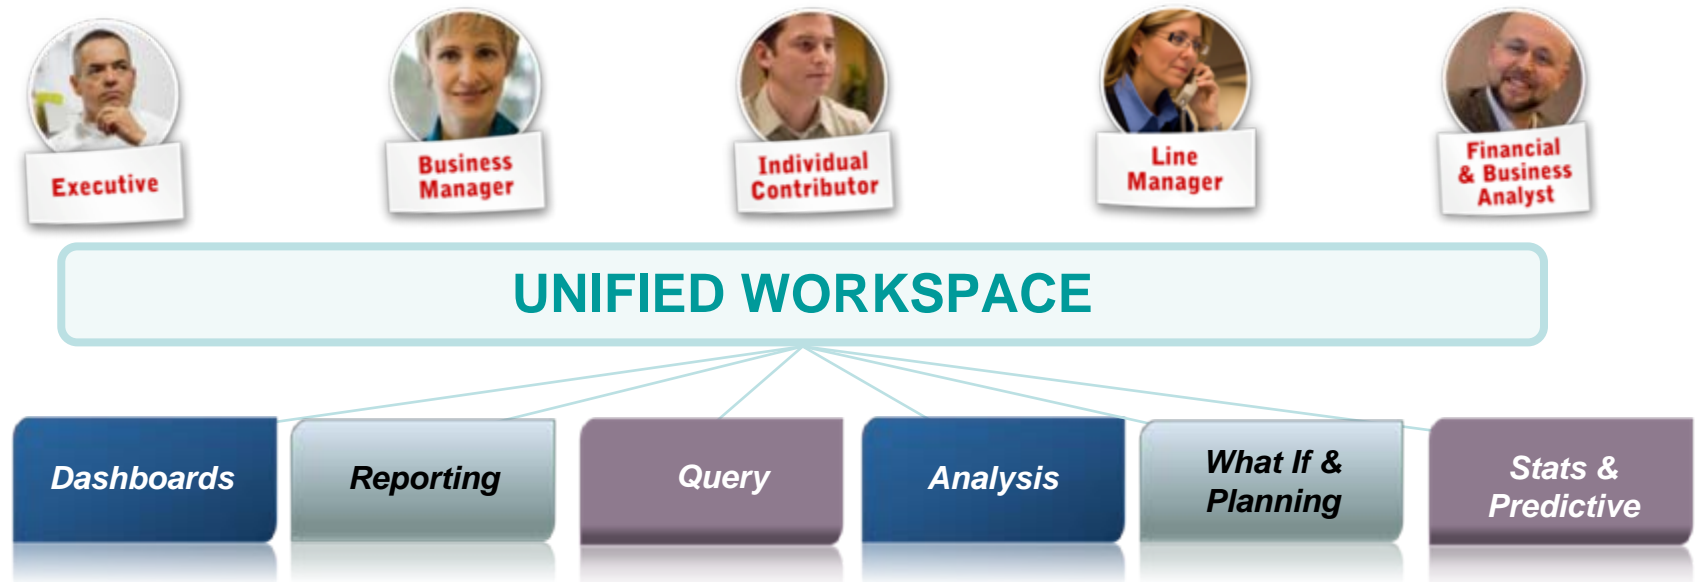 Executive
Business
Manager
Individual
Contributor
Line
Manager
Financial
& Business
Analyst
UNIFIED WORKSPACE
Dashboards
Reporting
Query
Analysis
What If &
Planning
Stats &
Predictive